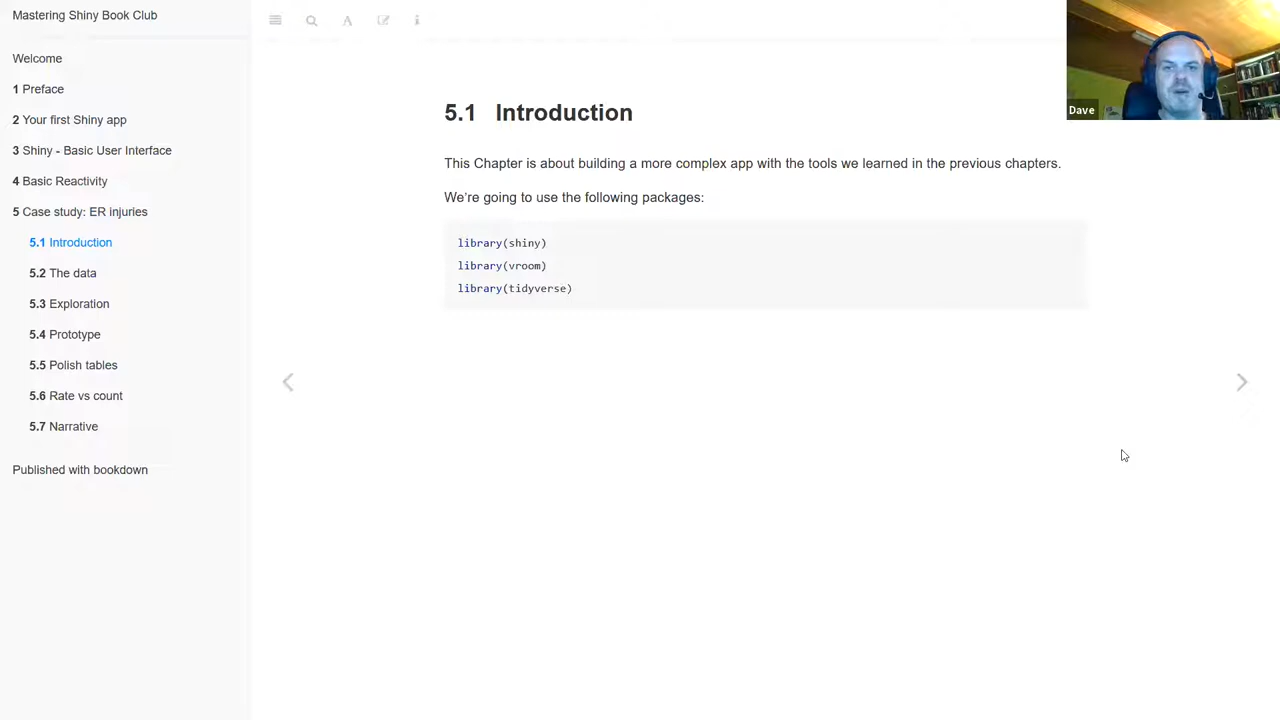 Mastering Shiny Book Club
Welcome
1 Preface
2 Your first Shiny app
3 Shiny - Basic User Interface
4 Basic Reactivity
5 Case study: ER injuries
5.1 Introduction
5.2 The data
5.3 Exploration
5.4 Prototype
5.5 Polish tables
5.6 Rate vs count
5.7 Narrative
Published with bookdown
A
i
5.1 Introduction
This Chapter is about building a more complex app with the tools we learned in the previous chapters.
We're going to use the following packages:
library(shiny)
library(vroom)
library(tidyverse)
Dave